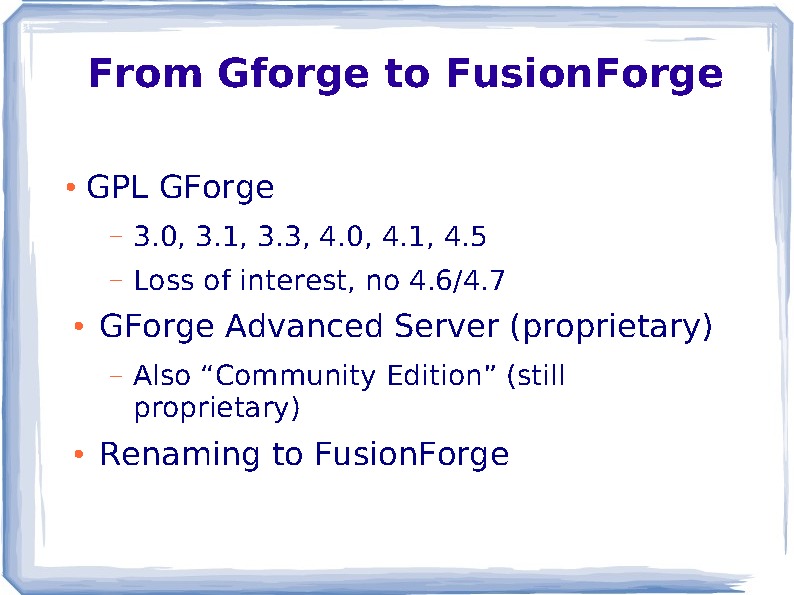 From Gforge to FusionForge
• GPL GForge
– 3.0, 3.1, 3.3, 4.0, 4.1, 4.5
– Loss of interest, no 4.6/4.7
• GForge Advanced Server (proprietary)
– Also “Community Edition” (still
proprietary)
• Renaming to FusionForge